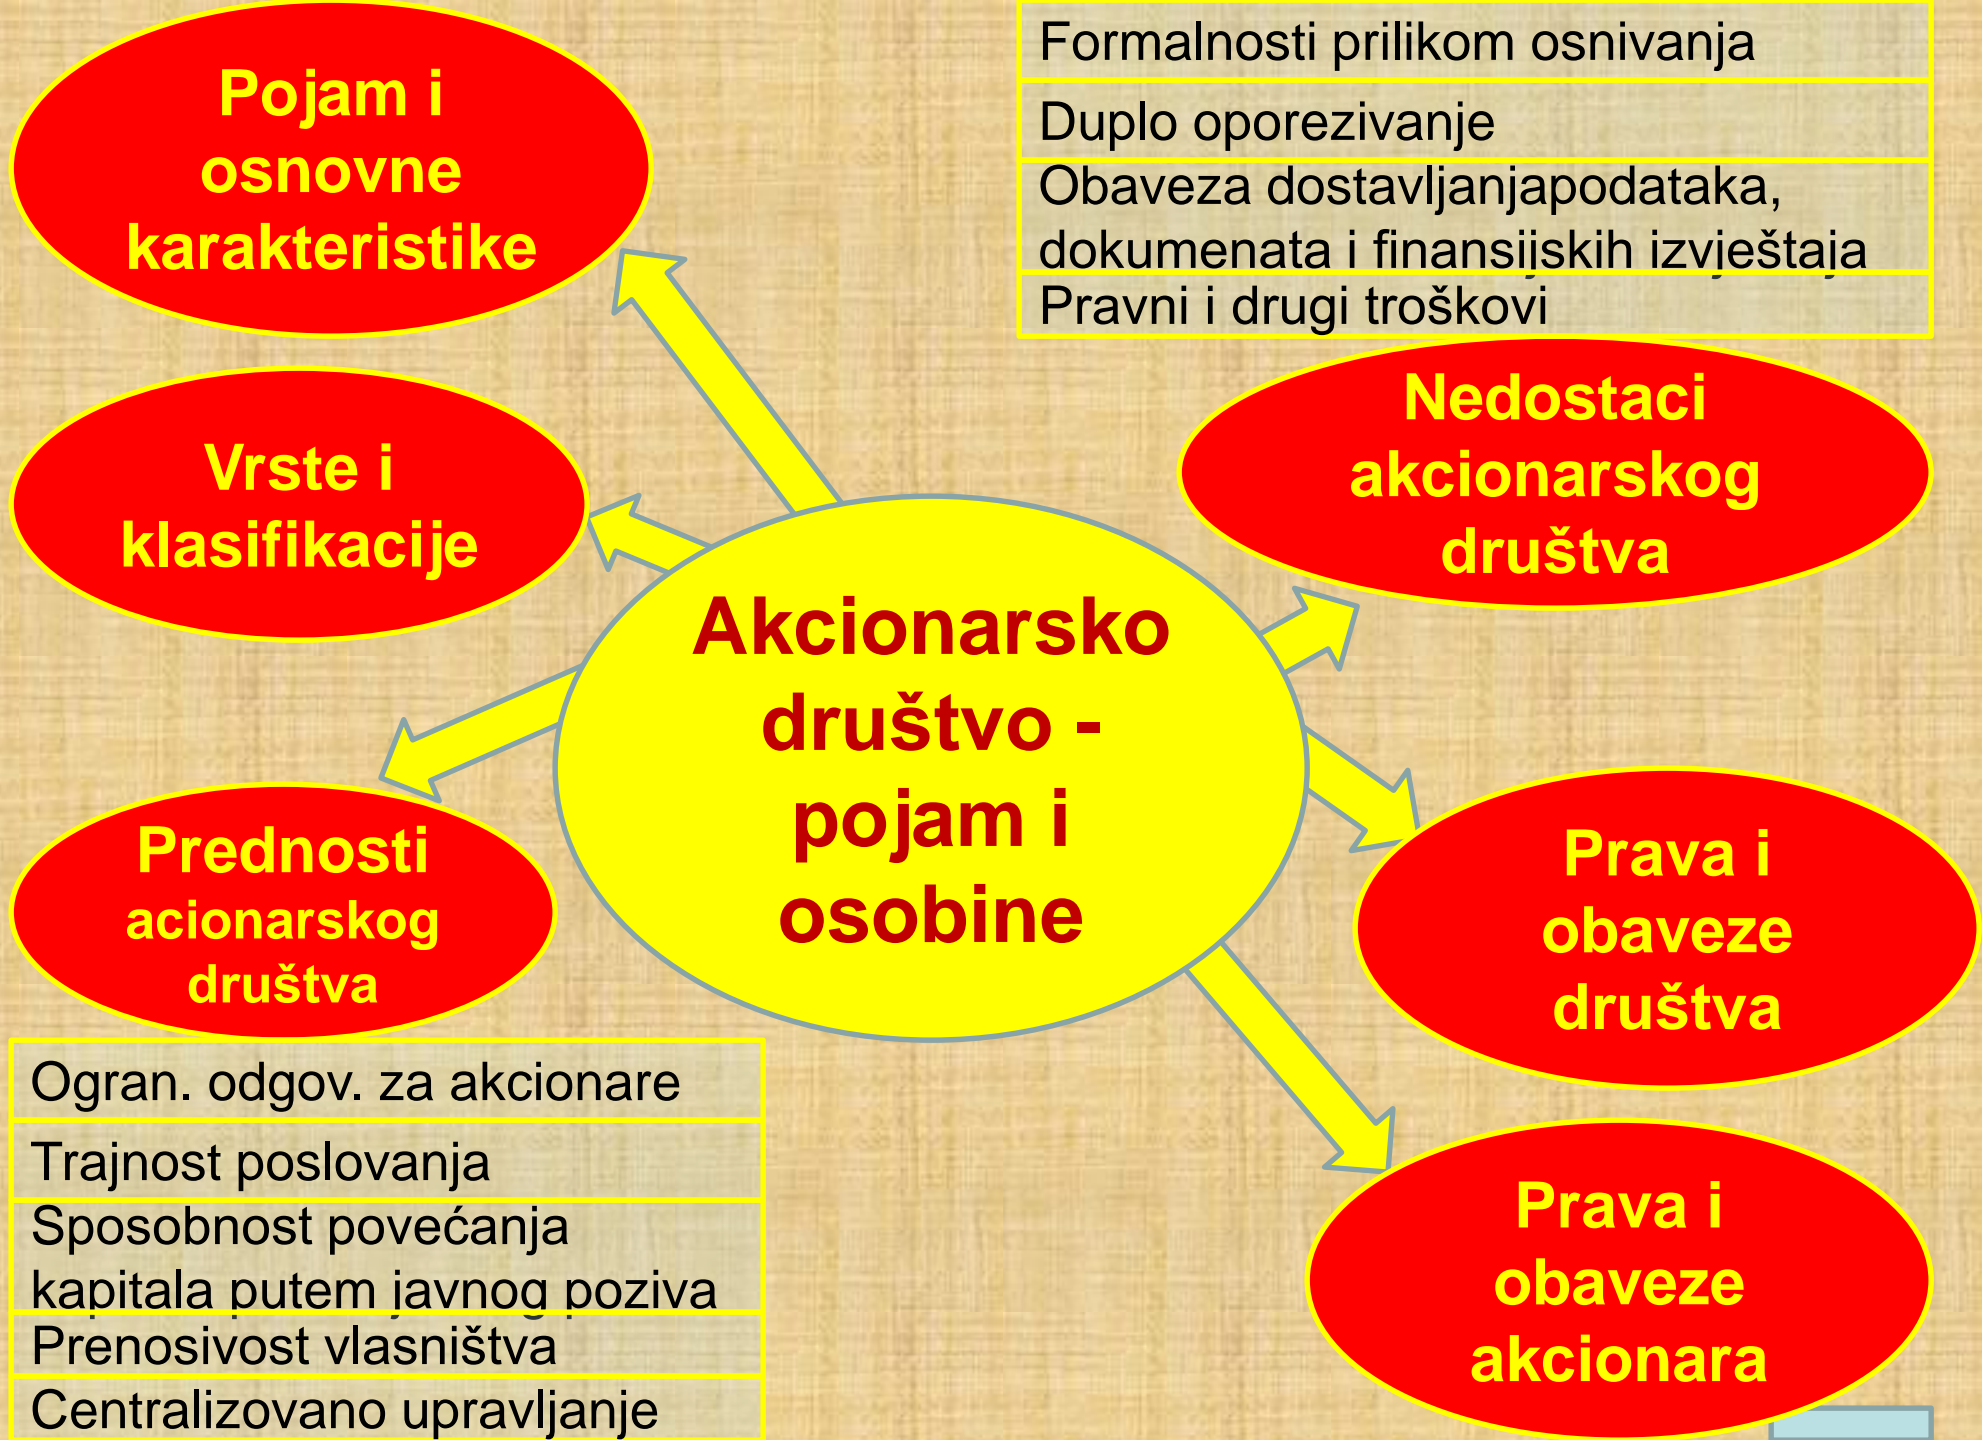 Pojam i
osnovne
karakteristike
Formalnosti prilikom osnivanja
Duplo oporezivanje
Obaveza dostavljanjapodataka,
dokumenata i finansijskih izvještaja
Pravni i drugi troškovi
Nedostaci
akcionarskog
društva
Vrste i
klasifikacije
Akcionarsko
društvo -
pojam i
osobine
Prednosti
acionarskog
društva
Prava i
obaveze
društva
Ogran. odgov. za akcionare
Trajnost poslovanja
Sposobnost povećanja
kapitala putem javnog poziva
Prenosivost vlasništva
Centralizovano upravljanje
Prava i
obaveze
akcionara